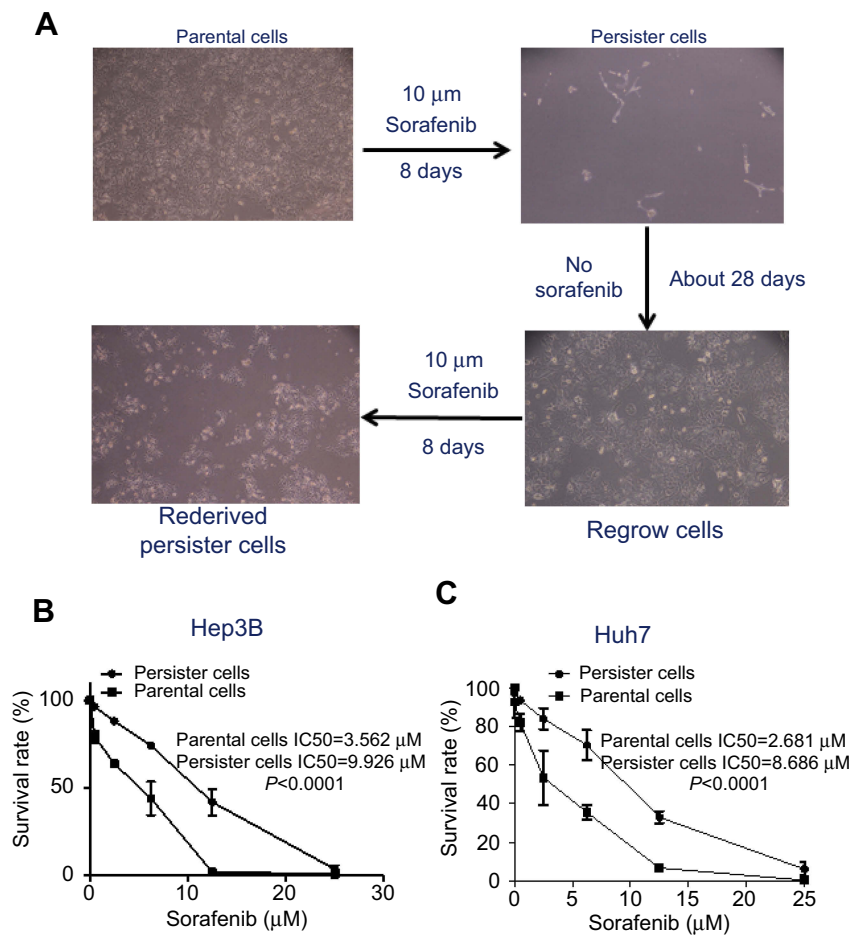 A
Parental cells
Persister cells
10 μm
Sorafenib
8 days
No
sorafenib
About 28 days
10 μm
Sorafenib
8 days
Rederived
persister cells
Regrow cells
B
Hep3B
Persister cells
Parental cells
Parental cells IC50=3.562 μM
Persister cells IC50=9.926 μM
P<0.0001
Survival rate (%)
100
50
0
0
10
20
30
Sorafenib (μM)
C
Huh7
Persister cells
Parental cells
Parental cells IC50=2.681 μM
Persister cells IC50=8.686 μM
P<0.0001
Survival rate (%)
100
80
60
40
20
0
0
5
10
15
20
25
Sorafenib (μM)